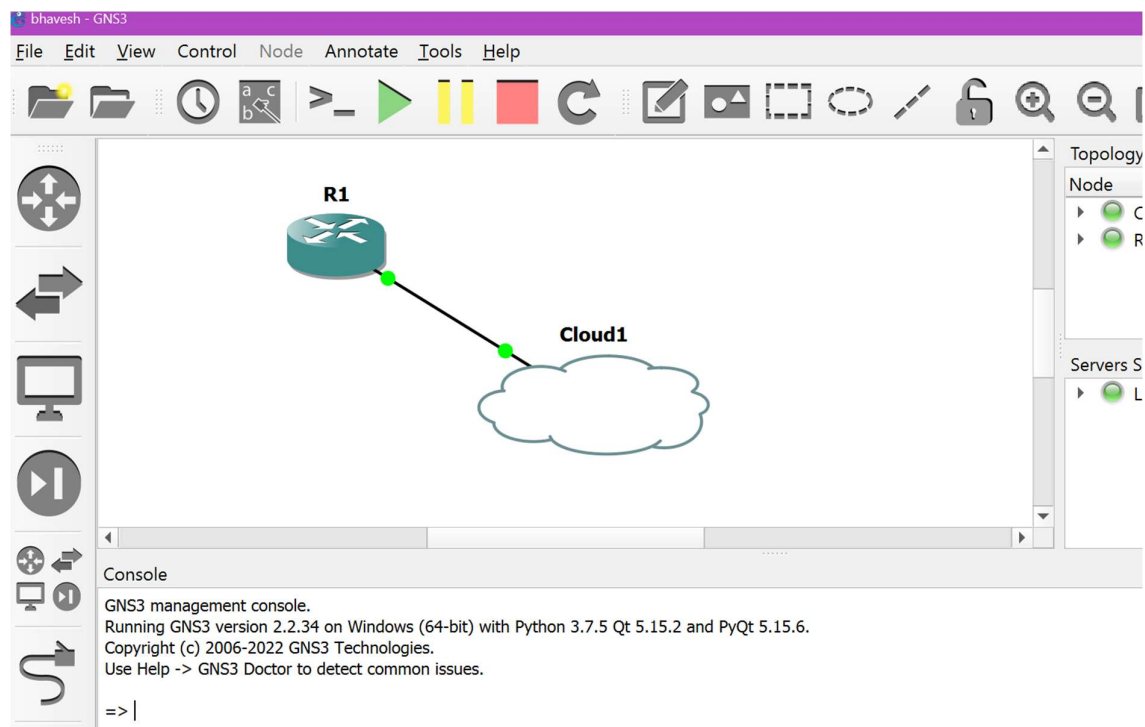 bhavesh - GNS3
File Edit View Control Node Annotate Tools Help
a c
b
>_
Topology
Node
C
R
R1
Cloud1
Servers S
L
Console
GNS3 management console.
Running GNS3 version 2.2.34 on Windows (64-bit) with Python 3.7.5 Qt 5.15.2 and PyQt 5.15.6.
Copyright (c) 2006-2022 GNS3 Technologies.
Use Help -> GNS3 Doctor to detect common issues.
=>